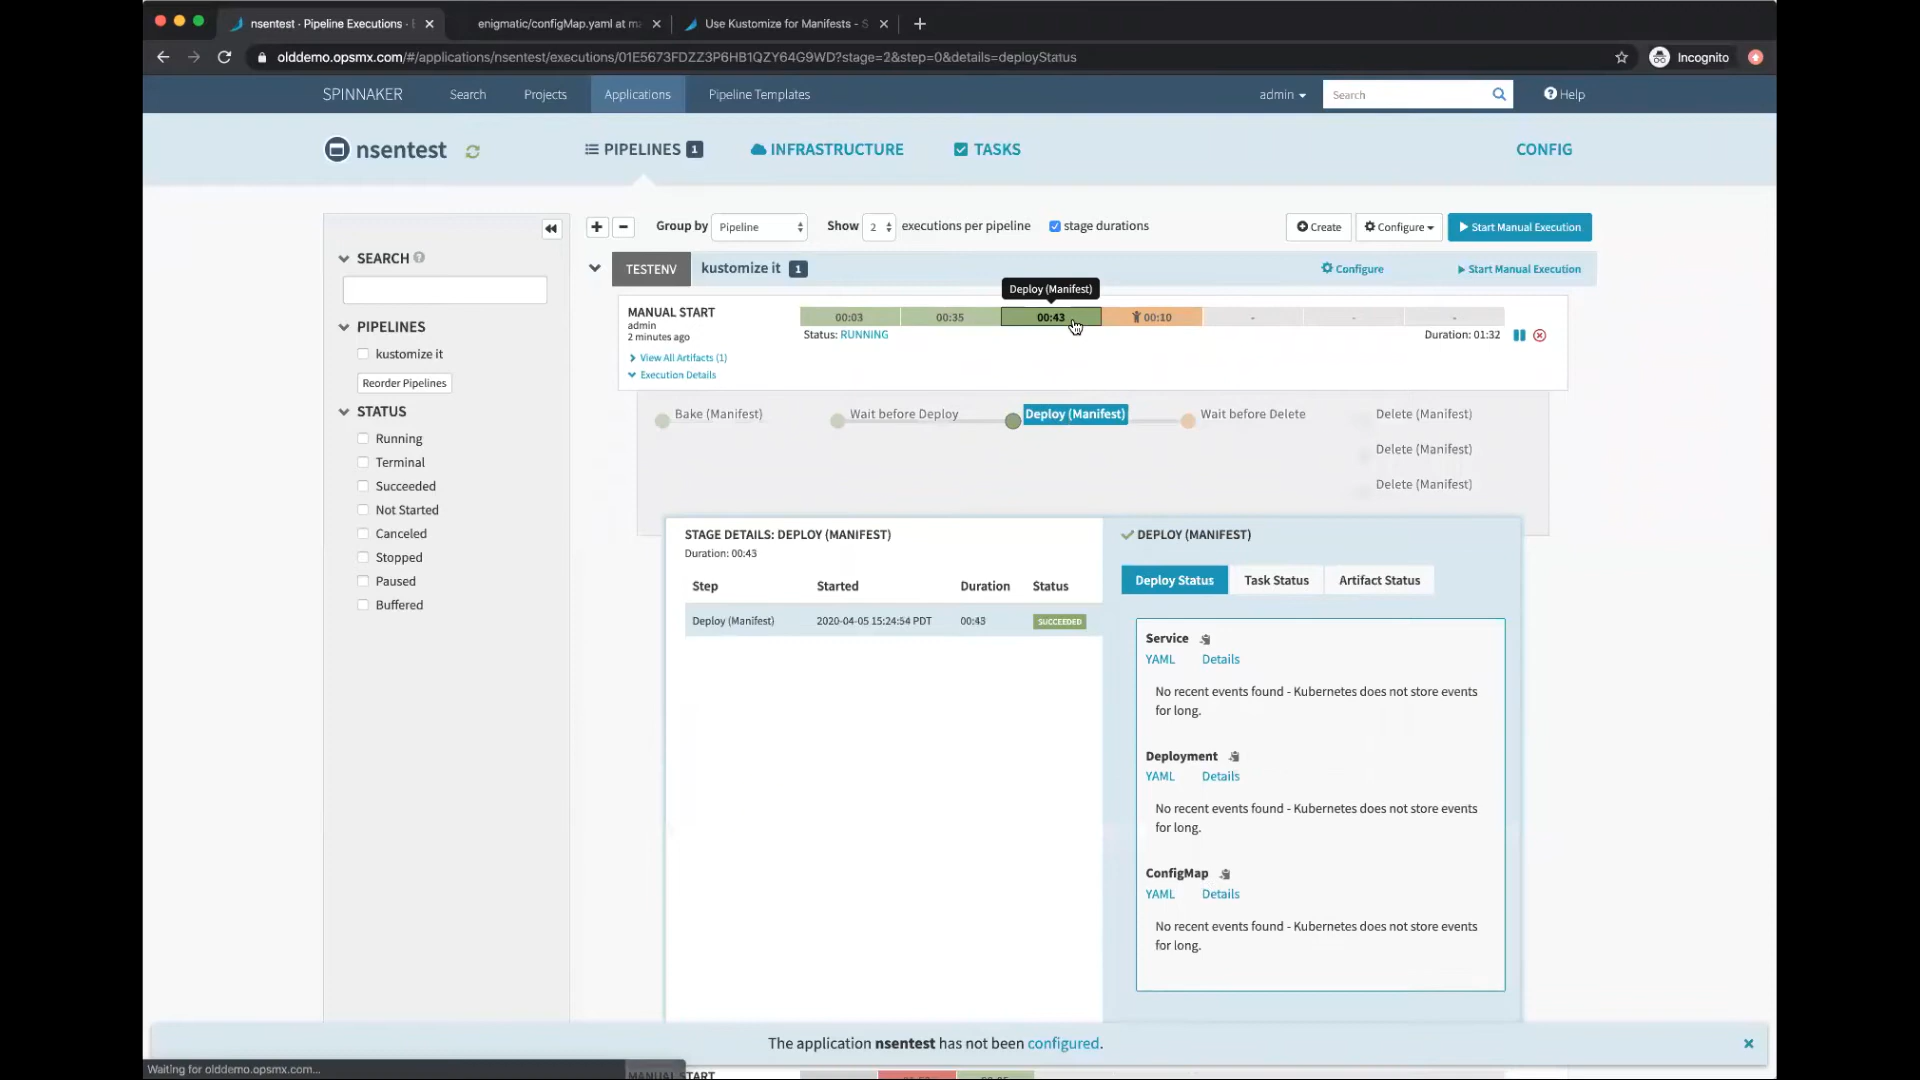 nsentest · Pipeline Executions ·
enigmatic/configMap.yaml at ma
Use Kustomize for Manifests - S
olddemo.opsmx.com/#/applications/nsentest/executions/01E5673FDZZ3P6HB1QZY64G9WD?stage=2&step=0&details=deployStatus
Incognito
SPINNAKER Search Projects Applications Pipeline Templates admin Search Help
nsentest PIPELINES 1 INFRASTRUCTURE TASKS CONFIG
Group by Pipeline Show 2 executions per pipeline stage durations Create Configure Start Manual Execution
SEARCH
PIPELINES
kustomize it
Reorder Pipelines
STATUS
Running
Terminal
Succeeded
Not Started
Canceled
Stopped
Paused
Buffered
TESTENV kustomize it 1 Configure Start Manual Execution
Deploy (Manifest)
MANUAL START
admin
2 minutes ago
00:03 00:35 00:43 00:10 - - -
Status: RUNNING Duration: 01:32
View All Artifacts (1)
Execution Details
Bake (Manifest) Wait before Deploy Deploy (Manifest) Wait before Delete Delete (Manifest)
Delete (Manifest)
Delete (Manifest)
STAGE DETAILS: DEPLOY (MANIFEST)
Duration: 00:43
Step Started Duration Status
Deploy (Manifest) 2020-04-05 15:24:54 PDT 00:43 SUCCEEDED
DEPLOY (MANIFEST)
Deploy Status Task Status Artifact Status
Service
YAML Details
No recent events found - Kubernetes does not store events
for long.
Deployment
YAML Details
No recent events found - Kubernetes does not store events
for long.
ConfigMap
YAML Details
No recent events found - Kubernetes does not store events
for long.
The application nsentest has not been configured.
Waiting for olddemo.opsmx.com...
MANUAL START